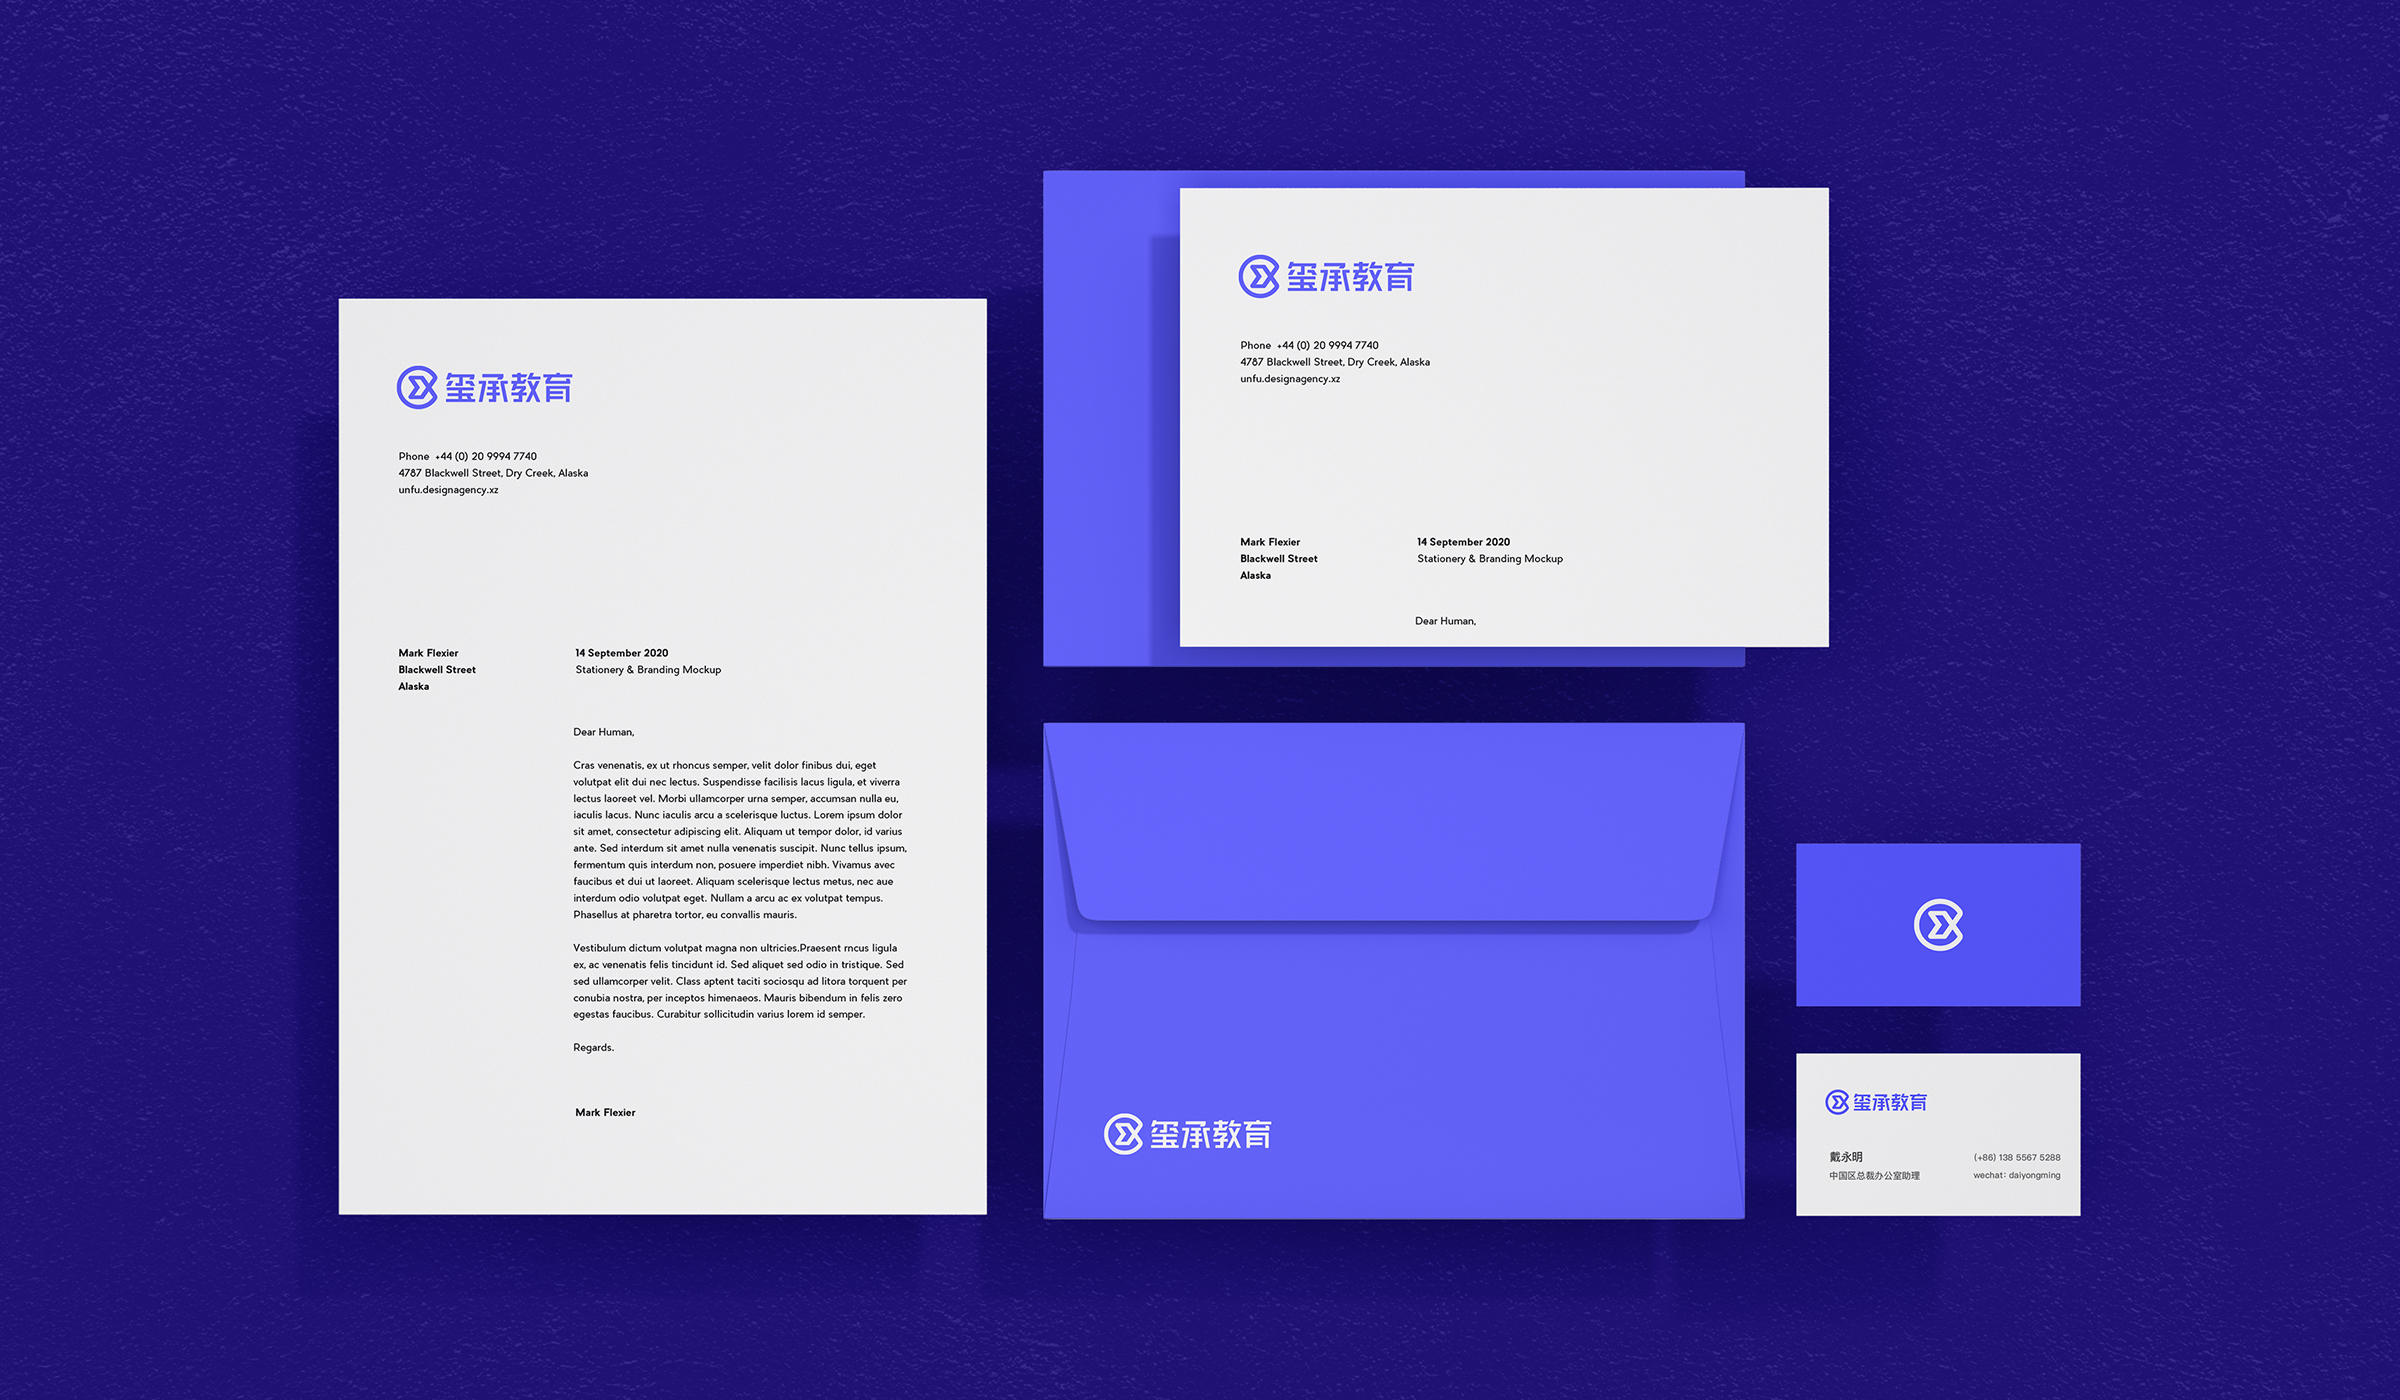 玺承教育
Phone +44 (0) 20 9994 7740
4787 Blackwell Street, Dry Creek, Alaska
unfu.designagency.xz
Mark Flexier
Blackwell Street
Alaska
14 September 2020
Stationery & Branding Mockup
Dear Human,
Cras venenatis, ex ut rhoncus semper, velit dolor finibus dui, eget
volutpat elit dui nec lectus. Suspendisse facilisis lacus ligula, et viverra
lectus laoreet vel. Morbi ullamcorper urna semper, accumsan nulla eu,
iaculis lacus. Nunc iaculis arcu a scelerisque luctus. Lorem ipsum dolor
sit amet, consectetur adipiscing elit. Aliquam ut tempor dolor, id varius
ante. Sed interdum sit amet nulla venenatis suscipit. Nunc tellus ipsum,
fermentum quis interdum non, posuere imperdiet nibh. Vivamus avec
faucibus et dui ut laoreet. Aliquam scelerisque lectus metus, nec aue
interdum odio volutpat eget. Nullam a arcu ac ex volutpat tempus.
Phasellus at pharetra tortor, eu convallis mauris.
Vestibulum dictum volutpat magna non ultricies.Praesent rncus ligula
ex, ac venenatis felis tincidunt id. Sed aliquet sed odio in tristique. Sed
sed ullamcorper velit. Class aptent taciti sociosqu ad litora torquent per
conubia nostra, per inceptos himenaeos. Mauris bibendum in felis zero
egestas faucibus. Curabitur sollicitudin varius lorem id semper.
Regards.
Mark Flexier
玺承教育
Phone +44 (0) 20 9994 7740
4787 Blackwell Street, Dry Creek, Alaska
unfu.designagency.xz
Mark Flexier
Blackwell Street
Alaska
14 September 2020
Stationery & Branding Mockup
Dear Human,
玺承教育
玺承教育
戴永明
中国区总裁办公室助理
(+86) 138 5567 5288
wechat: daiyongming